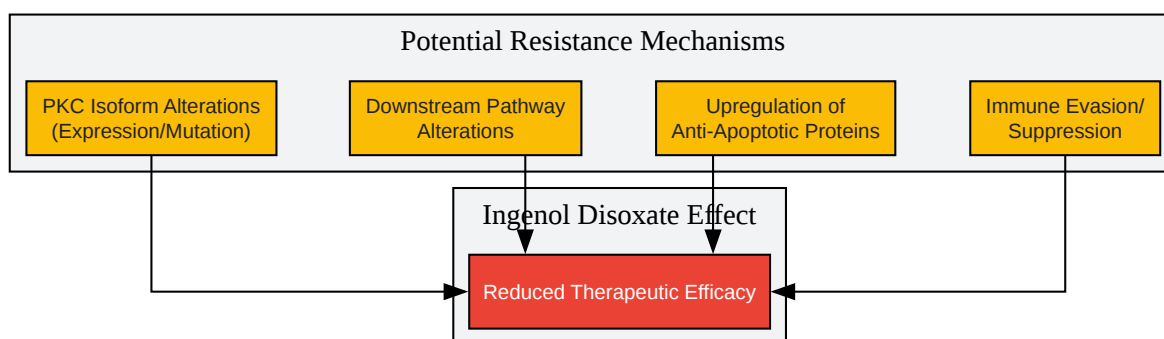 Potential Resistance Mechanisms
PKC Isoform Alterations
(Expression/Mutation)
Downstream Pathway
Alterations
Upregulation of
Anti-Apoptotic Proteins
Immune Evasion/
Suppression
Ingenol Disoxate Effect
Reduced Therapeutic Efficacy